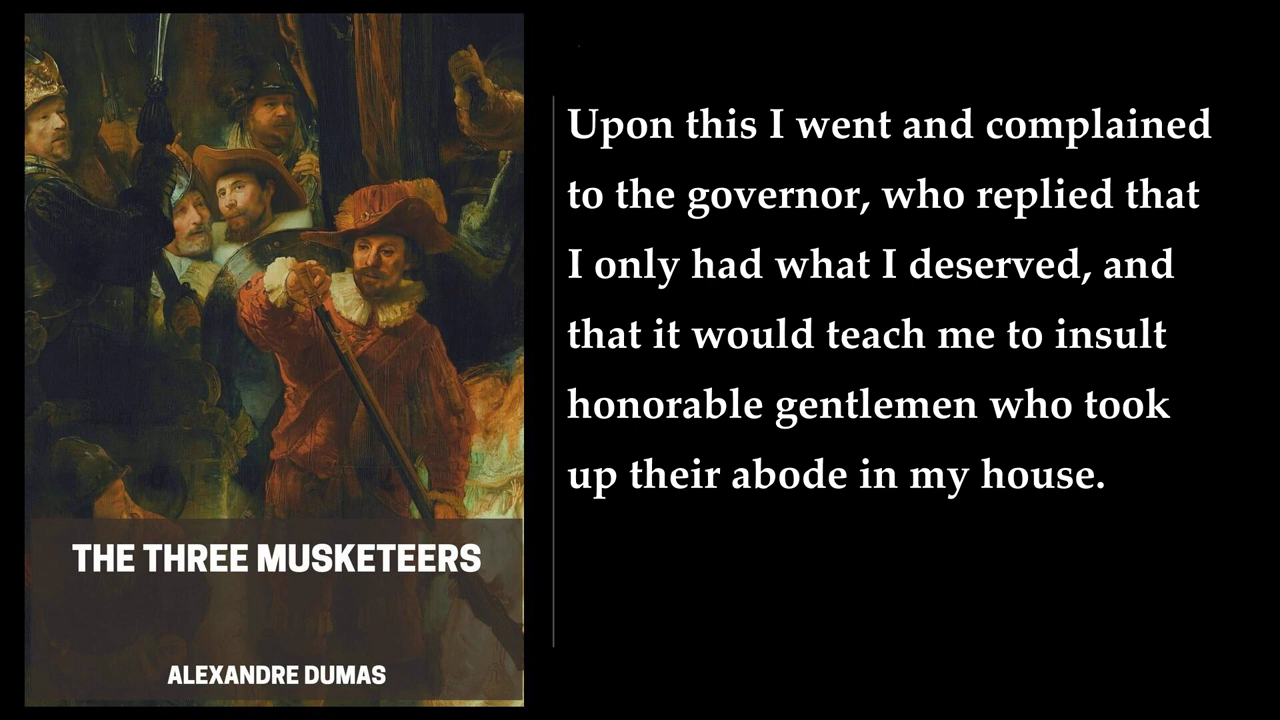 THE THREE MUSKETEERS
ALEXANDRE DUMAS
Upon this I went and complained
to the governor, who replied that
I only had what I deserved, and
that it would teach me to insult
honorable gentlemen who took
up their abode in my house.